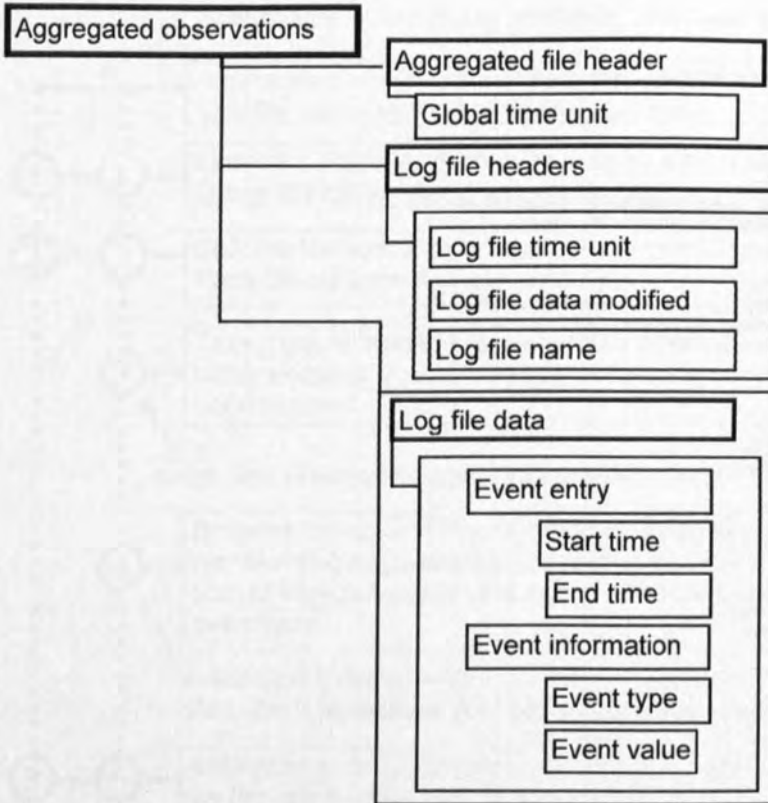 Aggregated observations
Aggregated file header
Global time unit
Log file headers
Log file time unit
Log file data modified
Log file name
Log file data
Event entry
Start time
End time
Event information
Event type
Event value